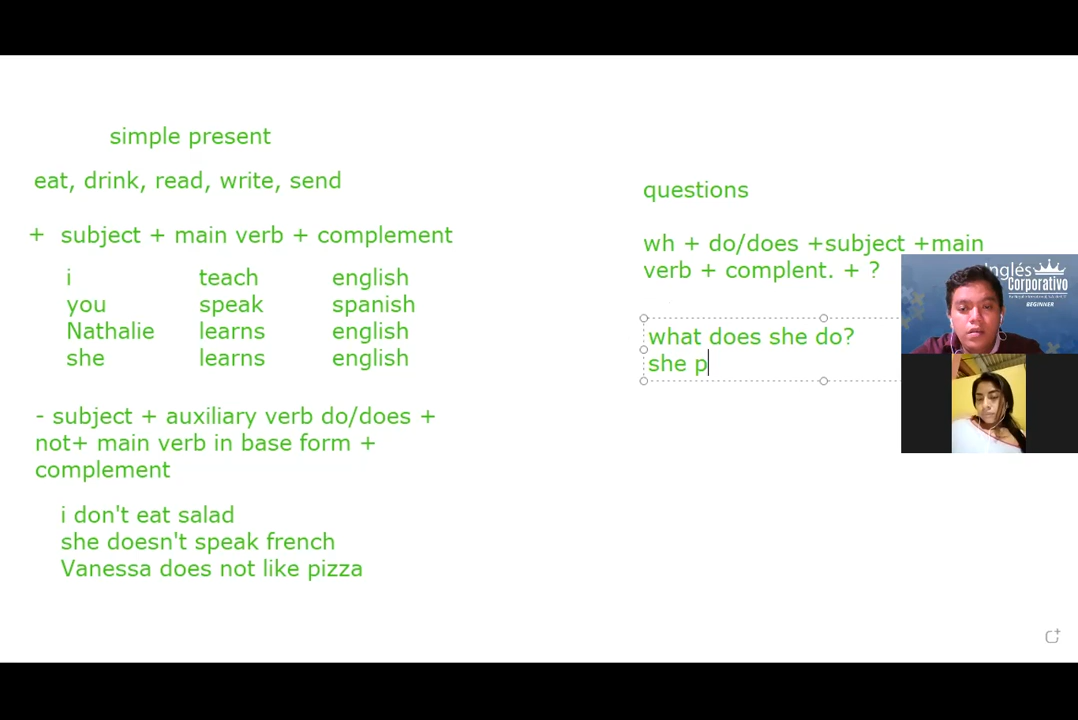 simple present
eat, drink, read, write, send
+ subject + main verb + complement
i teach english
you speak spanish
Nathalie learns english
she learns english
- subject + auxiliary verb do/does +
not+ main verb in base form +
complement
i don't eat salad
she doesn't speak french
Vanessa does not like pizza
questions
wh + do/does +subject +main
verb + complent. + ?
what does she do?
she p
Inglés
Corporativo
BEGINNER